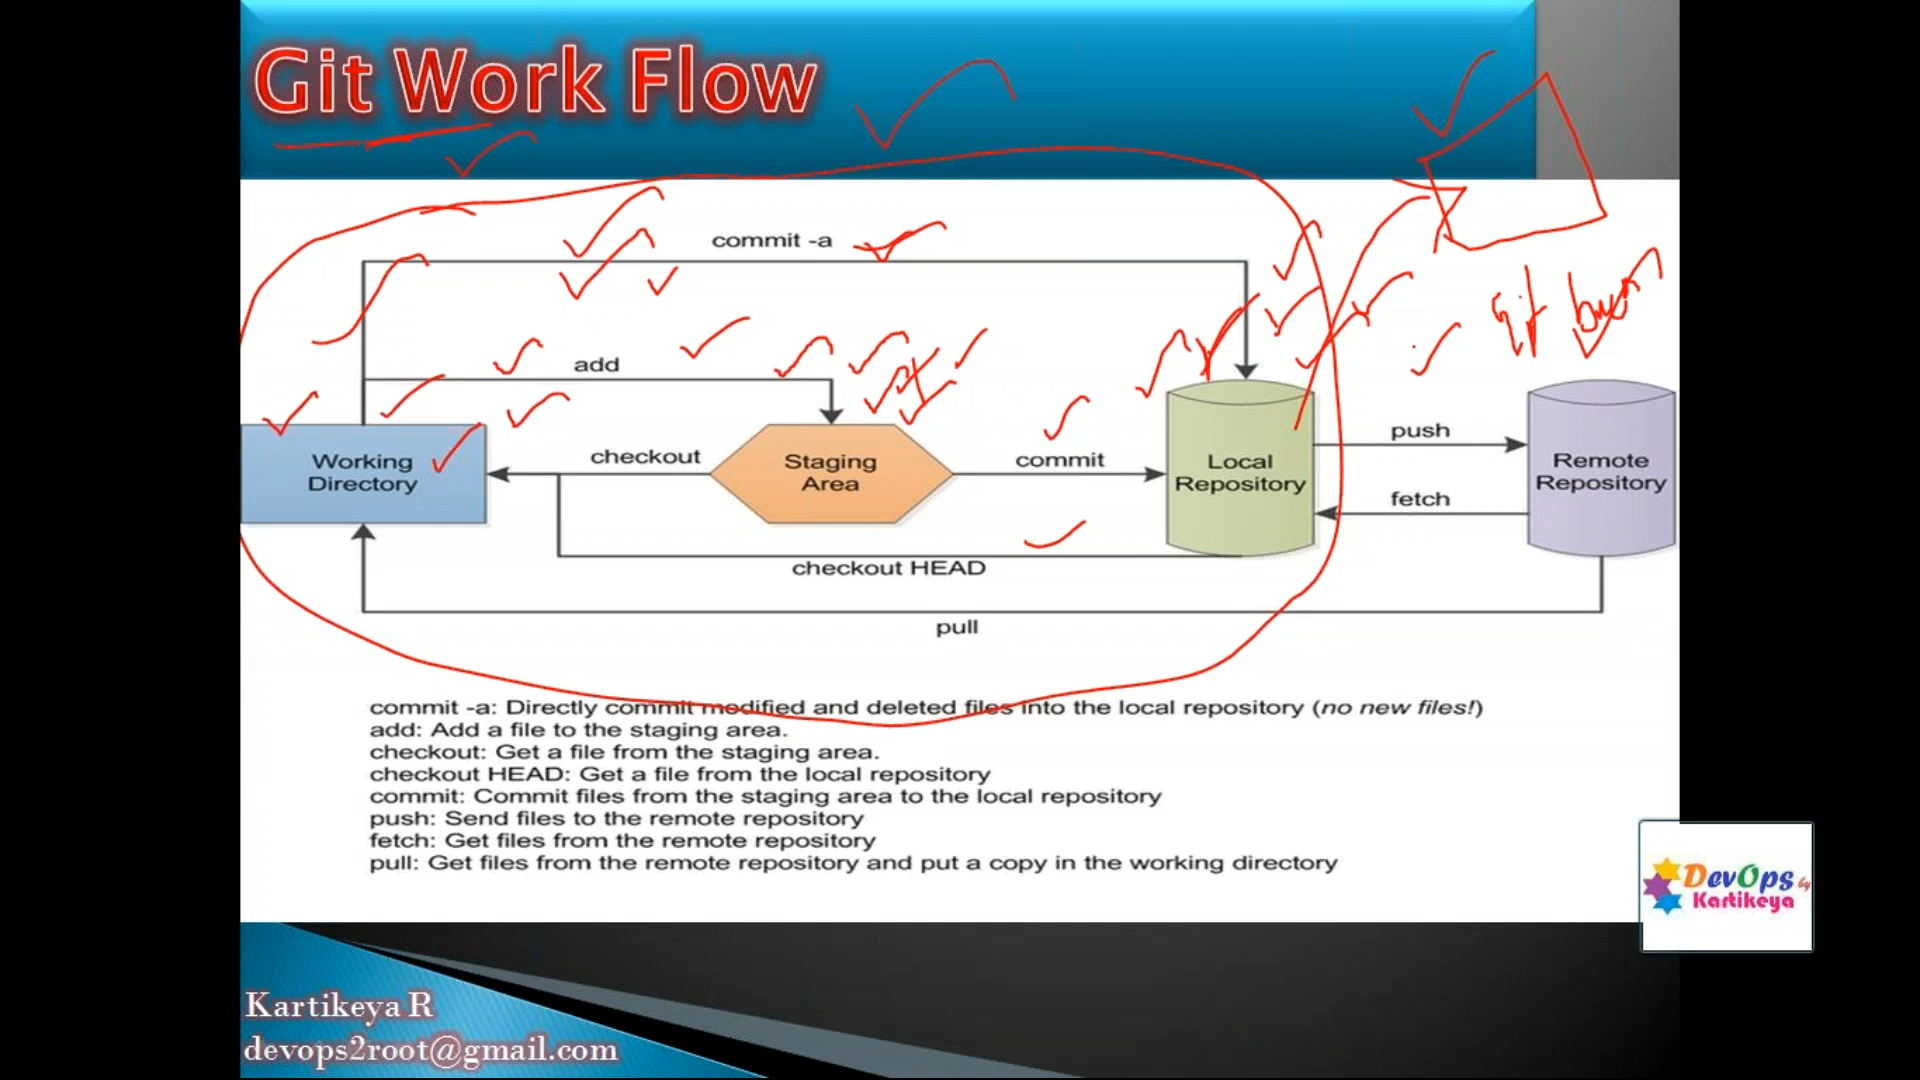 Git Work Flow
commit -a
add
checkout
commit
push
fetch
Working
Directory
Staging
Area
Local
Repository
Remote
Repository
checkout HEAD
pull
commit -a: Directly commit modified and deleted files into the local repository (no new files!)
add: Add a file to the staging area.
checkout: Get a file from the staging area.
checkout HEAD: Get a file from the local repository
commit: Commit files from the staging area to the local repository
push: Send files to the remote repository
fetch: Get files from the remote repository
pull: Get files from the remote repository and put a copy in the working directory
DevOps by
Kartikeya
Kartikeya R
devops2root@gmail.com